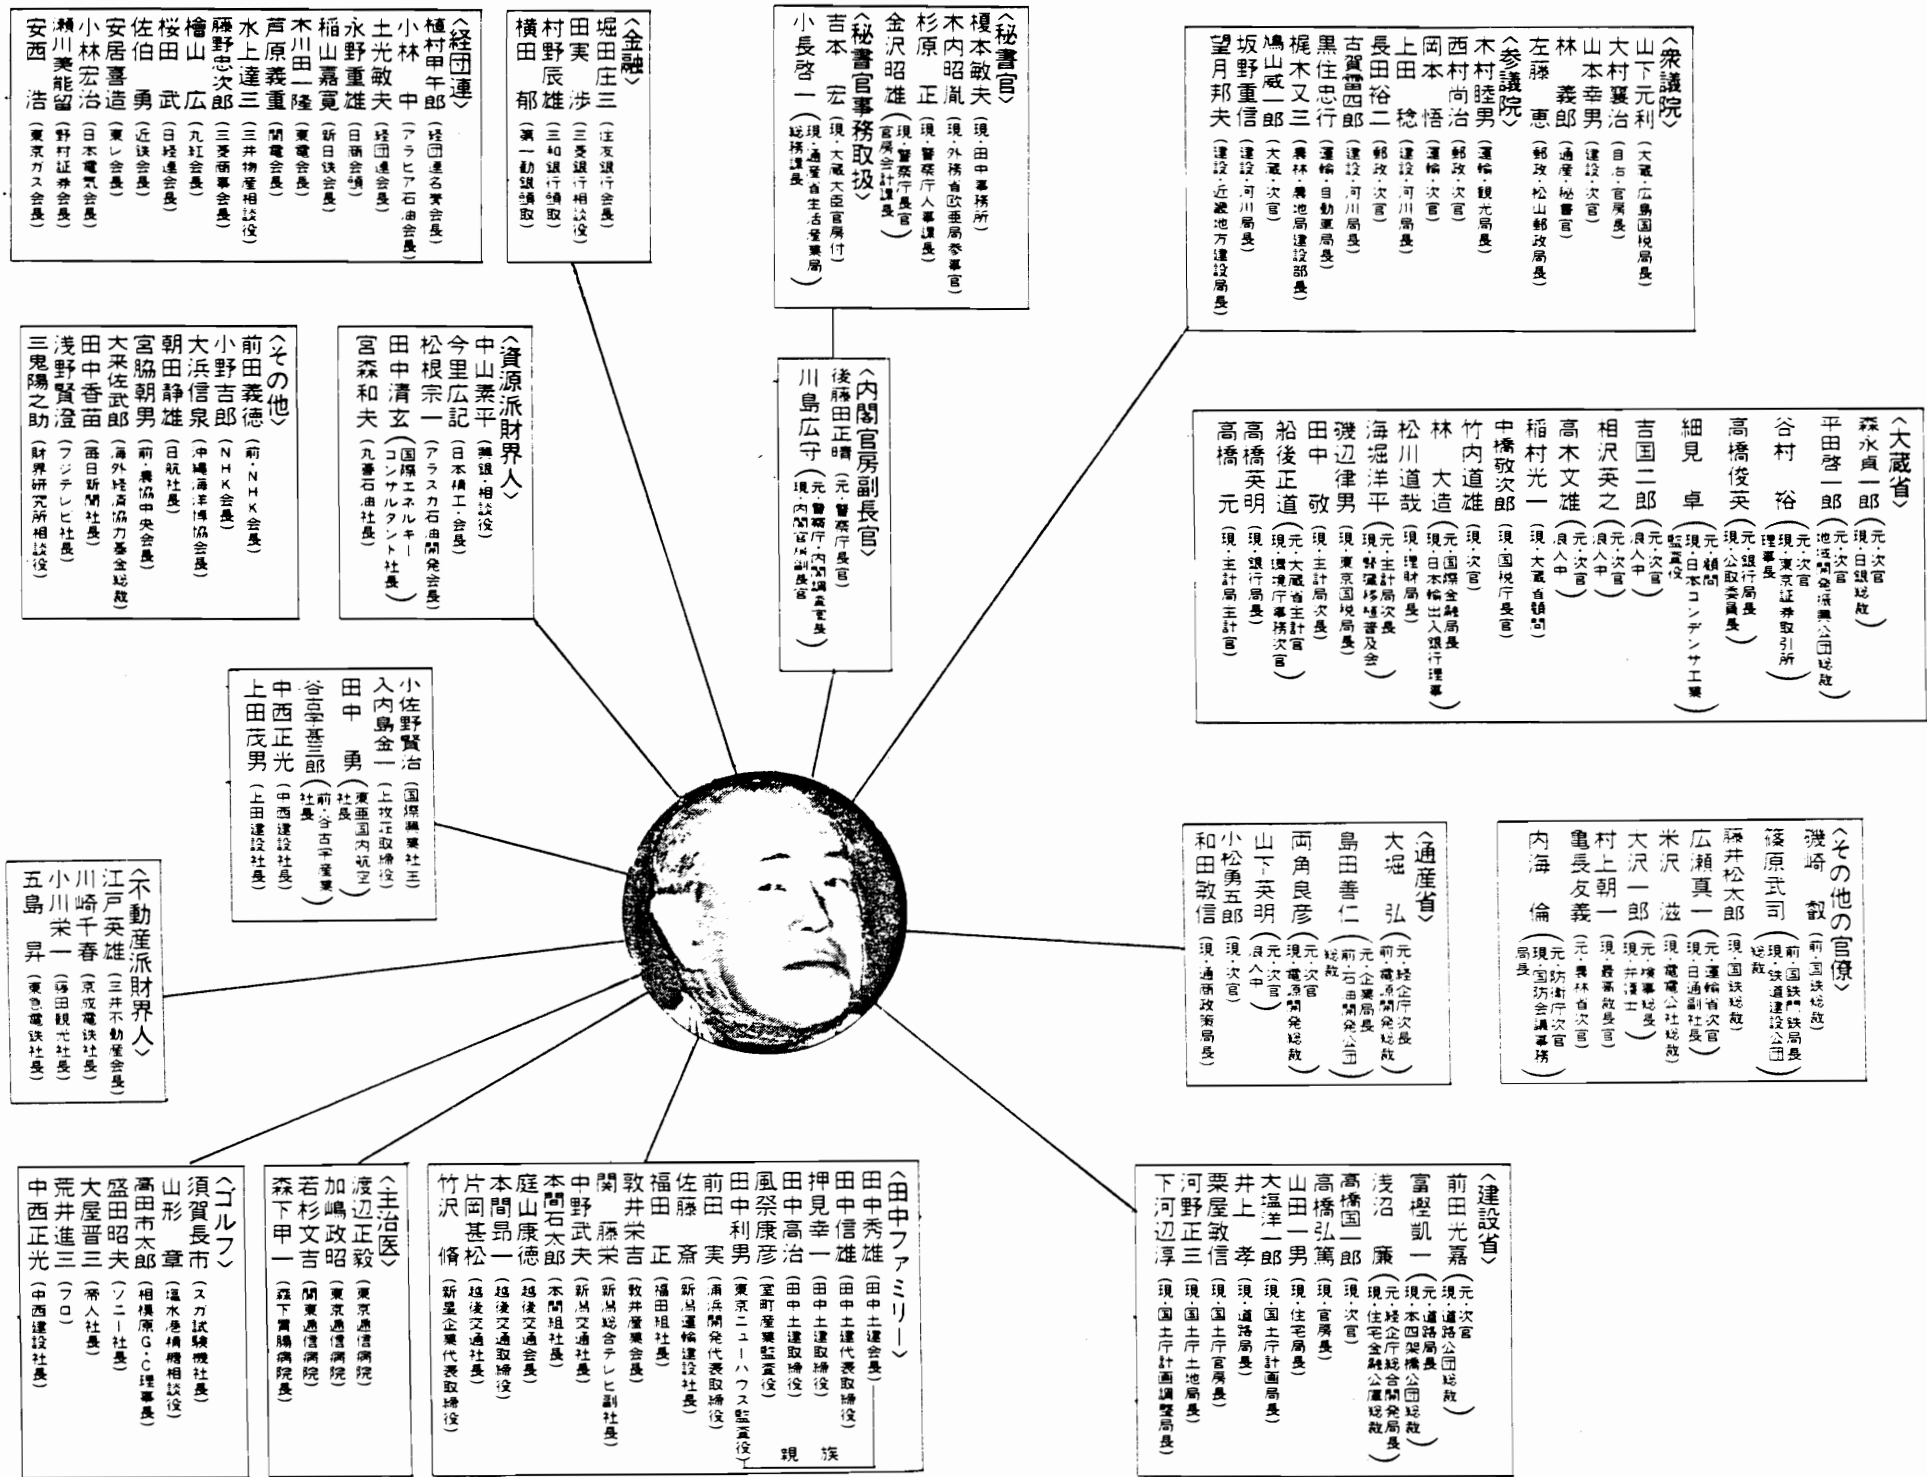 〈経団連〉
植村甲午郎（経団連名誉会長）
小林　中（アラビア石油会長）
土光敏夫（経団連会長）
永野重雄（日商会頭）
稲山嘉寛（新日鉄会長）
木川田一隆（東電会長）
芦原義重（関電会長）
水上達三（三井物産相談役）
藤野忠次郎（三菱商事会長）
檜山　広（丸紅会長）
桜田　武（日経連会長）
佐伯　勇（近鉄会長）
安居喜造（東レ会長）
小林宏治（日本電気会長）
瀬川美能留（野村証券会長）
安西　浩（東京ガス会長）
〈金融〉
堀田庄三（住友銀行会長）
田実　渉（三菱銀行相談役）
村野辰雄（三和銀行頭取）
横田　郁（第一勧銀頭取）
〈秘書官〉
榎本敏夫（現・田中事務所）
木内昭胤（現・外務省欧亜局参事官）
杉原　正（現・警察庁人事課長）
金沢昭雄（現・警察庁長官官房会計課長）
〈秘書官事務取扱〉
吉本　宏（現・大蔵大臣官房付）
小長啓一（現・通産省生活産業局総務課長）
〈衆議院〉
山下元利（大蔵・広島国税局長）
大村襄治（自治・官房長）
山本幸男（建設・次官）
林　義郎（通産・秘書官）
左藤　恵（郵政・松山郵政局長）
〈参議院〉
木村睦男（運輸・観光局長）
西村尚治（郵政・次官）
岡本　悟（運輸・次官）
上田　稔（建設・河川局長）
長田裕二（郵政・次官）
古賀雷四郎（建設・河川局長）
黒住忠行（運輸・自動車局長）
梶木又三（農林・農地局建設部長）
鳩山威一郎（大蔵・次官）
坂野重信（建設・河川局長）
望月邦夫（建設・近畿地方建設局長）
〈その他〉
前田義徳（前・NHK会長）
小野吉郎（NHK会長）
大浜信泉（沖縄海洋博協会長）
朝田静雄（日航社長）
宮脇朝男（前・農協中央会長）
大来佐武郎（海外経済協力基金総裁）
田中香苗（毎日新聞社長）
浅野賢澄（フジテレビ社長）
三鬼陽之助（財界研究所相談役）
〈資源派財界人〉
中山素平（興銀・相談役）
今里広記（日本精工・会長）
松根宗一（アラスカ石油開発会長）
田中清玄（国際エネルギーコンサルタント社長）
宮森和夫（丸善石油社長）
〈内閣官房副長官〉
後藤田正晴（元・警察庁長官）
川島広守（元・警察庁・内閣調査室長　現・内閣官房副長官）
〈大蔵省〉
森永貞一郎（元・次官　現・日銀総裁）
平田啓一郎（元・次官　地域開発振興公団総裁）
谷村　裕（元・次官　現・東京証券取引所理事長）
高橋俊英（元・銀行局長　現・公取委員長）
細見　卓（元・顧問　現・日本コンデンサ工業監査役）
吉国二郎（元・次官　浪人中）
相沢英之（元・次官　浪人中）
高木文雄（元・次官　浪人中）
稲村光一（現・大蔵省顧問）
中橋敬次郎（現・国税庁長官）
竹内道雄（現・次官）
林　大造（元・国際金融局長　現・日本輸出入銀行理事）
松川道哉（現・理財局長）
海堀洋平（元・主計局次長）
磯辺律男（現・東京国税局長）
田中　敬（現・主計局次長）
船後正道（元・大蔵省主計官　現・環境庁事務次官）
高橋英明（現・銀行局長）
高橋　元（現・主計局主計官）
小佐野賢治（国際興業社主）
入内島金一（上枚庄取締役）
田中　勇（東亜国内航空社長）
谷古宇甚三郎（前・谷古宇産業社長）
中西正光（中西建設社長）
上田茂男（上田建設社長）
〈不動産派財界人〉
江戸英雄（三井不動産会長）
川崎千春（京成電鉄社長）
小川栄一（藤田観光社長）
五島　昇（東急電鉄社長）
〈通産省〉
大堀　弘（元・経企庁次長　前・電源開発総裁）
島田善仁（元・企業局長　前・石油開発公団総裁）
両角良彦（元・次官　現・電源開発総裁）
山下英明（元・次官　浪人中）
小松勇五郎（現・次官）
和田敏信（現・通商政策局長）
〈その他の官僚〉
磯崎　叡（前・国鉄総裁）
篠原武司（前・国鉄門鉄局長　現・鉄道建設公団総裁）
藤井松太郎（現・国鉄総裁）
広瀬真一（元・運輸省次官　現・日通副社長）
米沢　滋（現・電電公社総裁）
大沢一郎（元・検事総長　現・弁護士）
村上朝一（現・最高裁長官）
亀長友義（元・農林省次官）
内海　倫（元・防衛庁次官　現・国防会議事務局長）
〈ゴルフ〉
須賀長市（スガ試験機社長）
山形　章（塩水港精糖相談役）
高田市太郎（相模原G・C理事長）
盛田昭夫（ソニー社長）
大屋晋三（帝人社長）
荒井進三（プロ）
中西正光（中西建設社長）
〈主治医〉
渡辺正毅（東京逓信病院）
加嶋政昭（東京逓信病院）
若杉文吉（関東逓信病院）
森下甲一（森下胃腸病院長）
〈田中ファミリー〉
田中秀雄（田中土建会長）
田中信雄（田中土建代表取締役）
押見幸一（田中土建取締役）
田中高治（田中土建取締役）
風祭康彦（室町産業監査役）
田中利男（東京ニューハウス監査役）
親族
前田　実（浦浜開発代表取締役）
佐藤　斎（新潟運輸建設社長）
福田　正（福田組社長）
敦井栄吉（敦井産業会長）
関　藤栄（新潟総合テレビ副社長）
中野武夫（新潟交通社長）
本間石太郎（本間組社長）
庭山康徳（越後交通会長）
本間昂一（越後交通取締役）
片岡甚松（越後交通社長）
竹沢　脩（新星企業代表取締役）
〈建設省〉
前田光嘉（元・次官　現・道路公団総裁）
富樫凱一（元・道路局長　現・本四架橋公団総裁）
浅沼　廉（元・経企庁総合開発局長　現・住宅金融公庫総裁）
高橋国一郎（現・次官）
高橋弘篤（現・官房長）
山田一男（現・住宅局長）
大塩洋一郎（現・国土庁計画局長）
井上　孝（現・道路局長）
粟屋敏信（現・国土庁官房長）
河野正三（現・国土庁土地局長）
下河辺淳（現・国土庁計画調整局長）